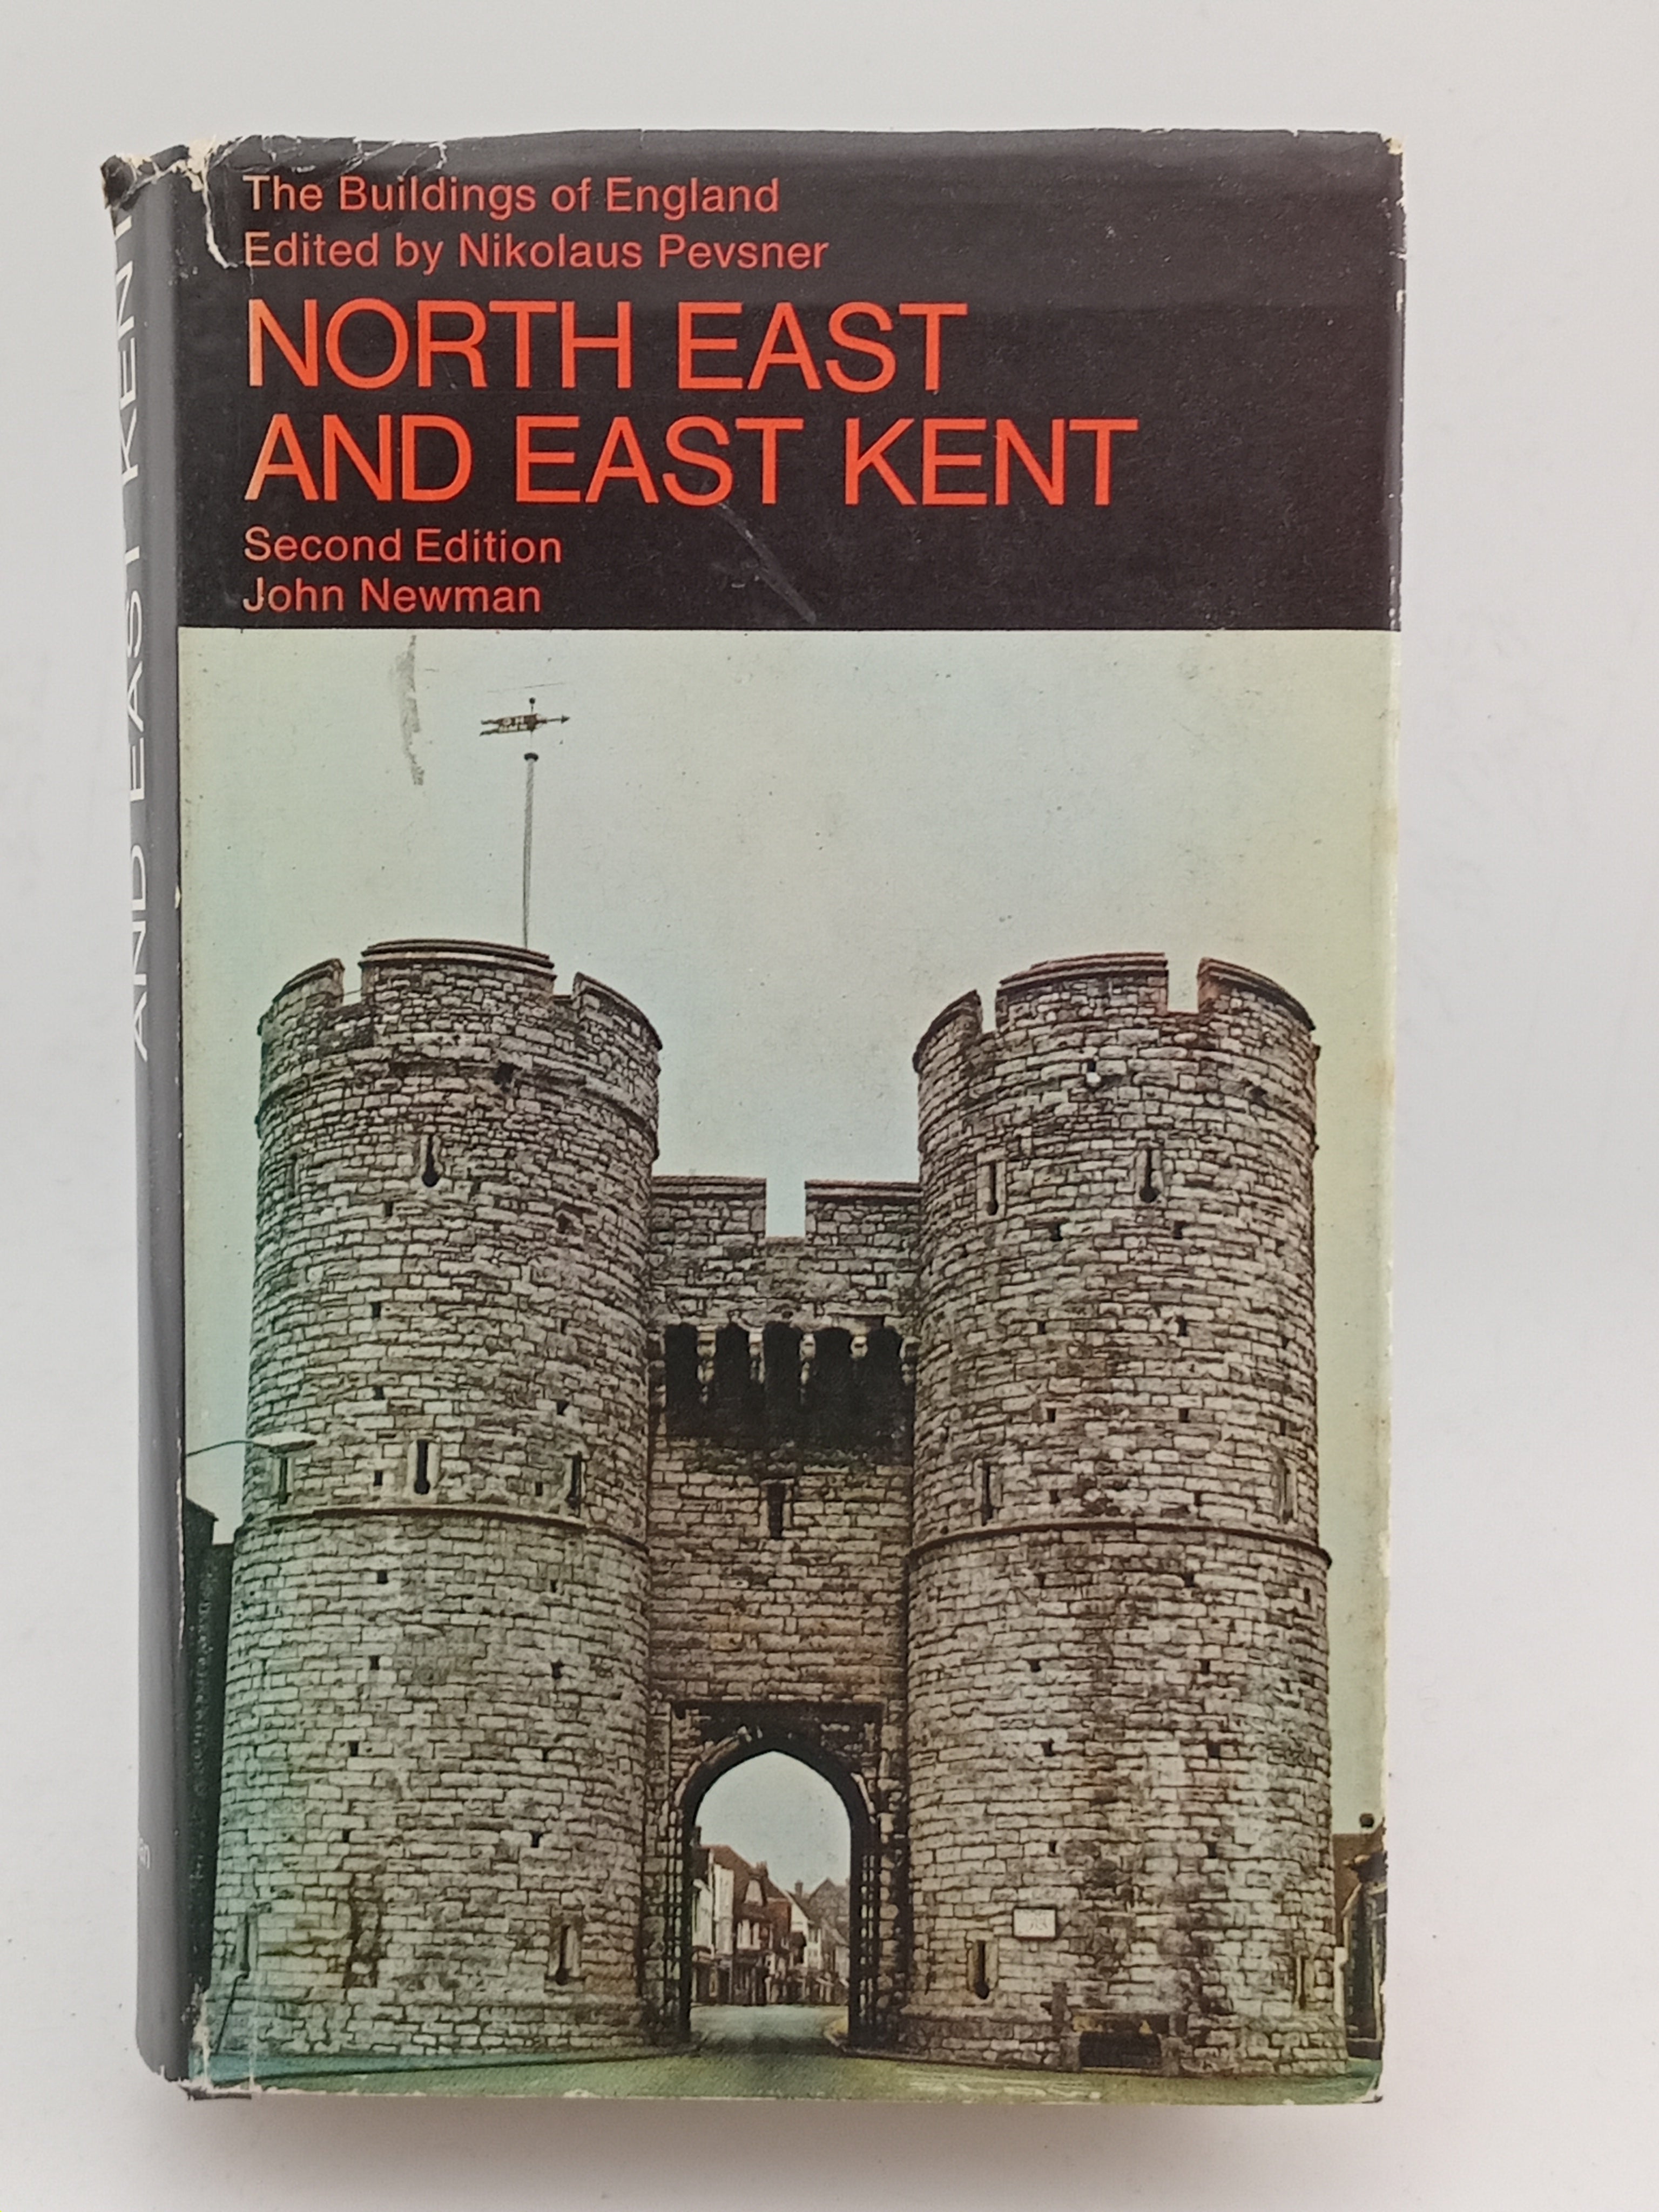 The Buildings of England
Edited by Nikolaus Pevsner
NORTH EAST
AND EAST KENT
Second Edition
John Newman
AND EAST KENT